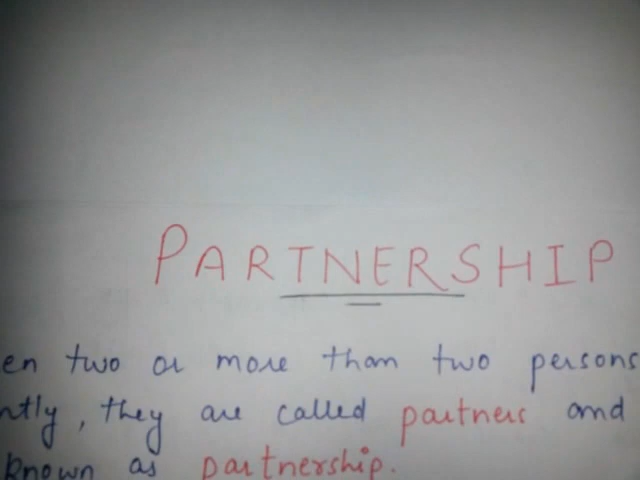 PARTNERSHIP
en two or more than two persons
ntly, they are called partners and
known as partnership.